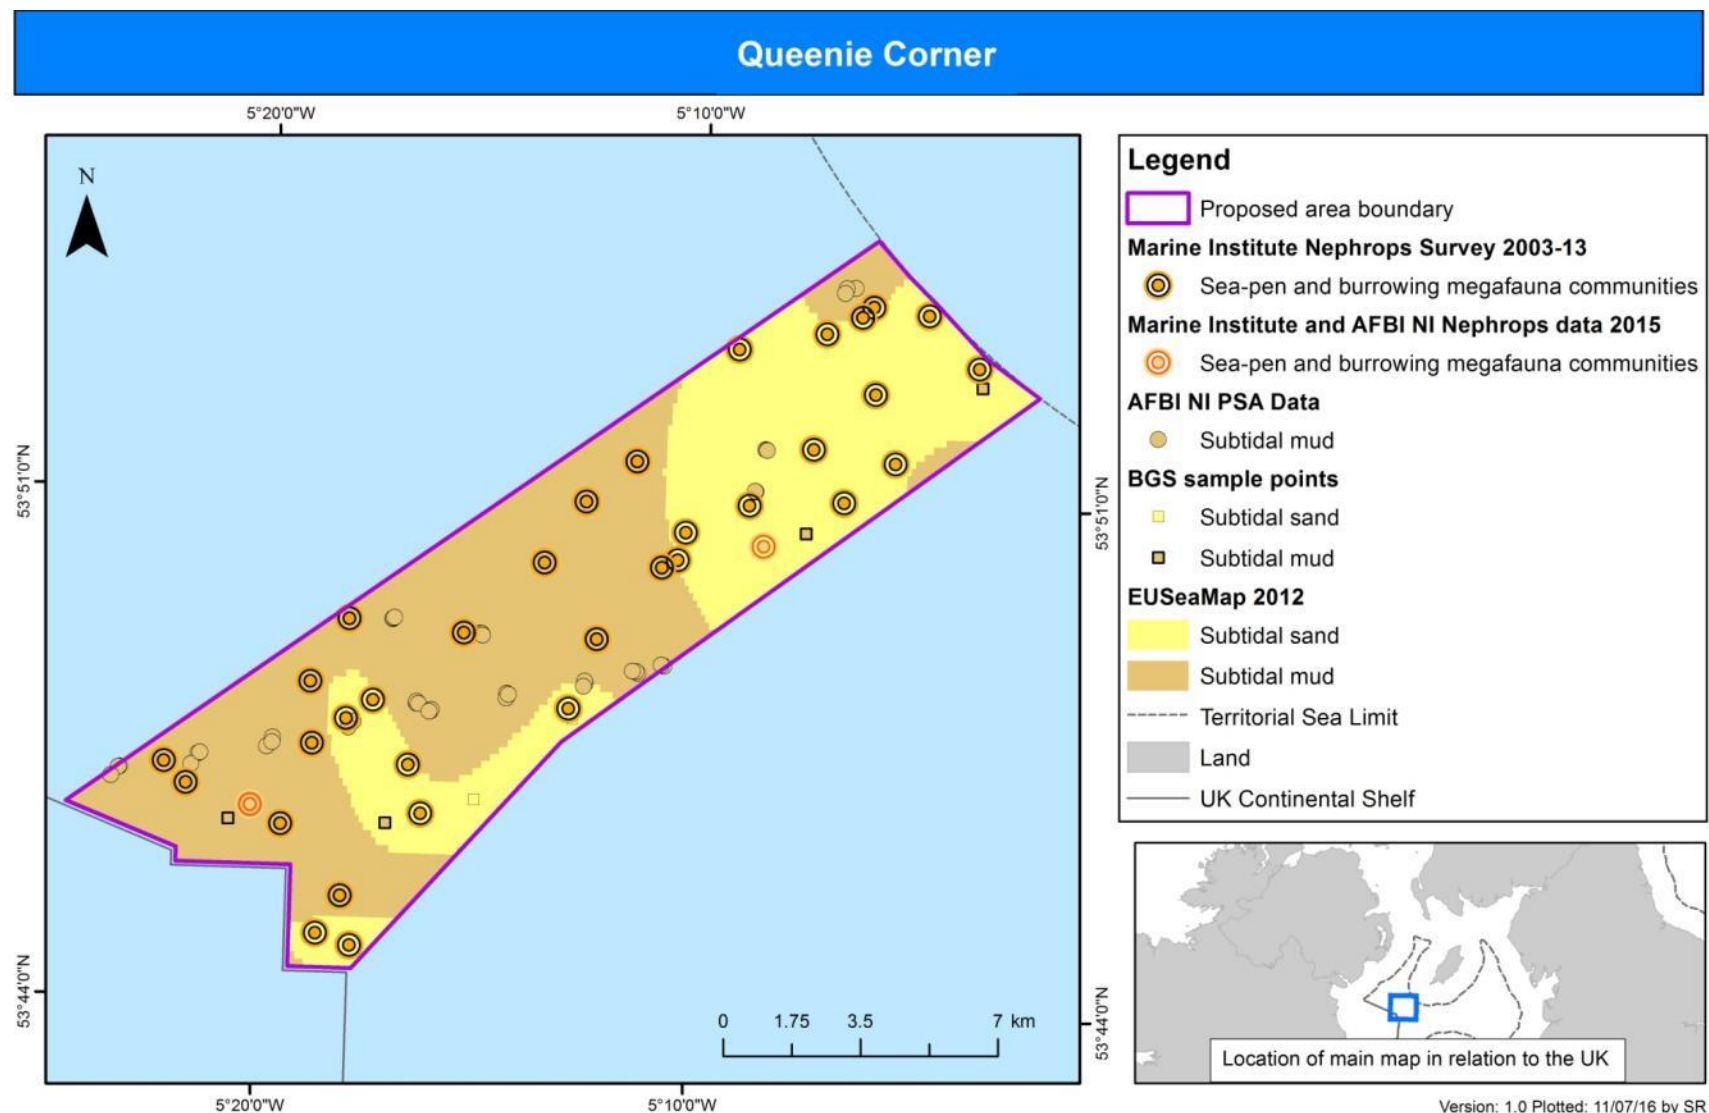 Queenie Corner
5°20'0"W
5°10'0"W
N
53°51'0"N
53°51'0"N
53°44'0"N
53°44'0"N
0 1.75 3.5 7 km
5°20'0"W
5°10'0"W
Legend
Proposed area boundary
Marine Institute Nephrops Survey 2003-13
Sea-pen and burrowing megafauna communities
Marine Institute and AFBI NI Nephrops data 2015
Sea-pen and burrowing megafauna communities
AFBI NI PSA Data
Subtidal mud
BGS sample points
Subtidal sand
Subtidal mud
EUSeaMap 2012
Subtidal sand
Subtidal mud
Territorial Sea Limit
Land
UK Continental Shelf
Location of main map in relation to the UK
Version: 1.0 Plotted: 11/07/16 by SR